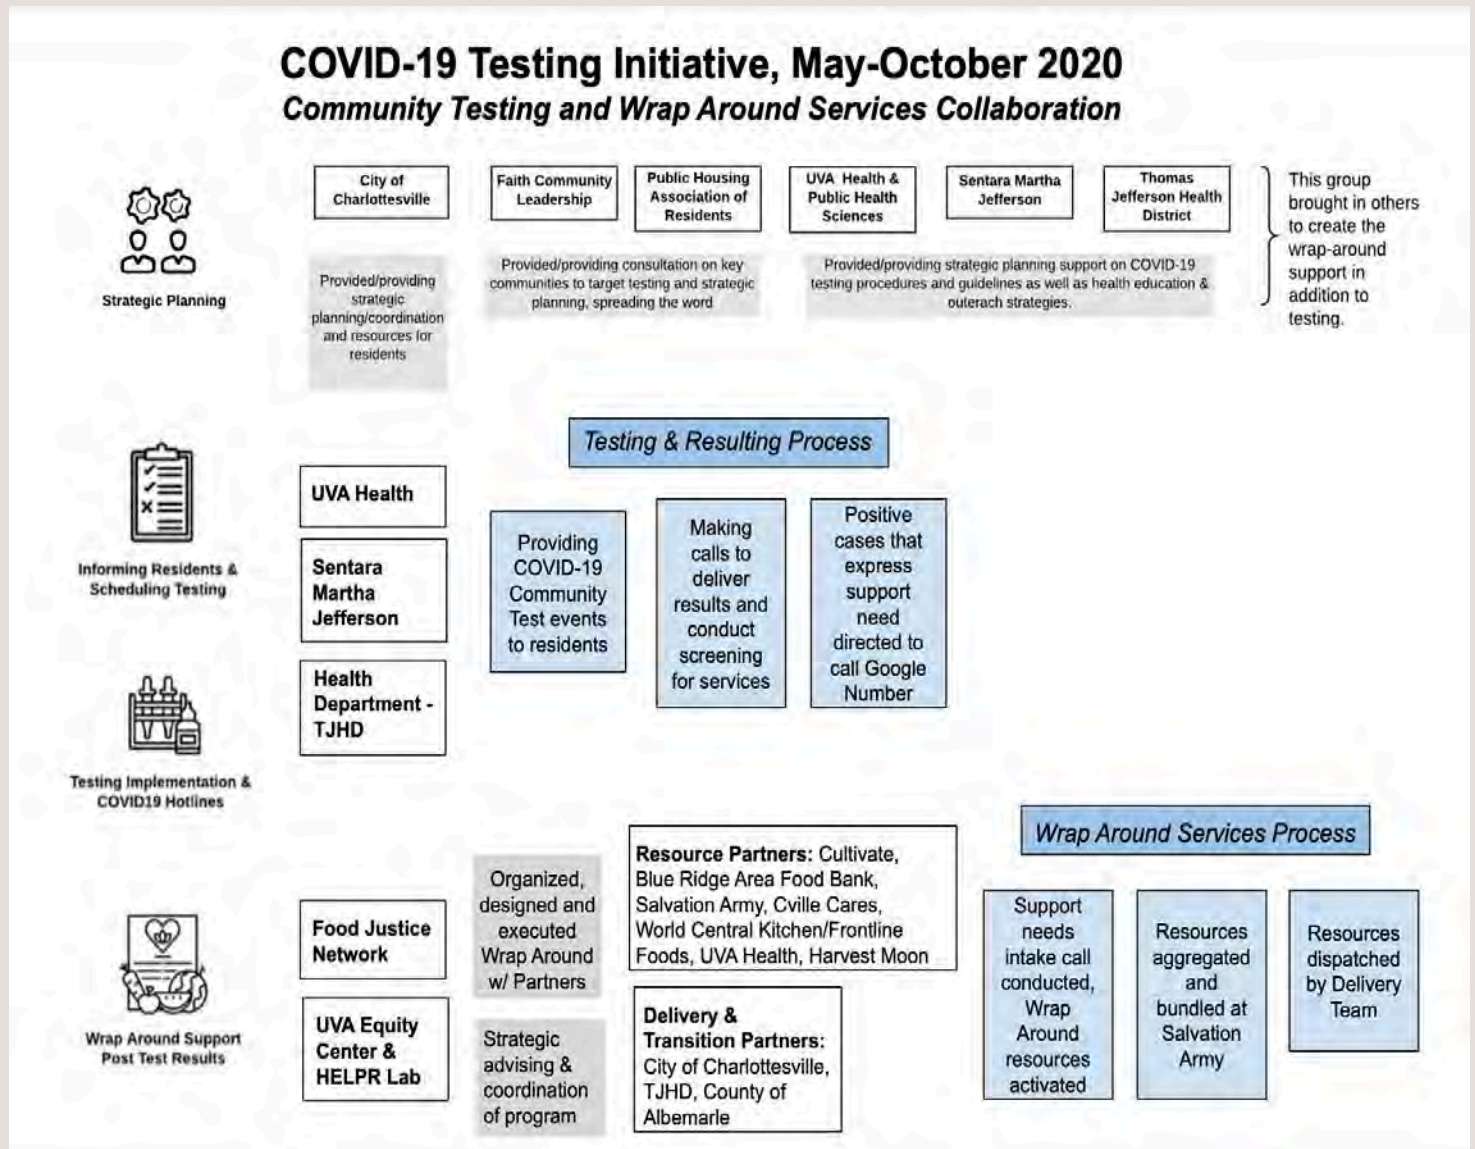 COVID-19 Testing Initiative, May-October 2020
Community Testing and Wrap Around Services Collaboration
Strategic Planning
City of
Charlottesville
Faith Community
Leadership
Public Housing
Association of
Residents
UVA Health &
Public Health
Sciences
Sentara Martha
Jefferson
Thomas
Jefferson Health
District
This group
brought in others
to create the
wrap-around
support in
addition to
testing.
Provided/providing
strategic
planning/coordination
and resources for
residents
Provided/providing consultation on key
communities to target testing and strategic
planning, spreading the word
Provided/providing strategic planning support on COVID-19
testing procedures and guidelines as well as health education &
outerach strategies.
Testing & Resulting Process
Informing Residents &
Scheduling Testing
Testing Implementation &
COVID19 Hotlines
UVA Health
Sentara
Martha
Jefferson
Health
Department -
TJHD
Providing
COVID-19
Community
Test events
to residents
Making
calls to
deliver
results and
conduct
screening
for services
Positive
cases that
express
support
need
directed to
call Google
Number
Wrap Around Services Process
Wrap Around Support
Post Test Results
Food Justice
Network
UVA Equity
Center &
HELPR Lab
Organized,
designed and
executed
Wrap Around
w/ Partners
Strategic
advising &
coordination
of program
Resource Partners: Cultivate,
Blue Ridge Area Food Bank,
Salvation Army, Cville Cares,
World Central Kitchen/Frontline
Foods, UVA Health, Harvest Moon
Delivery &
Transition Partners:
City of Charlottesville,
TJHD, County of
Albemarle
Support
needs
intake call
conducted,
Wrap
Around
resources
activated
Resources
aggregated
and
bundled at
Salvation
Army
Resources
dispatched
by Delivery
Team